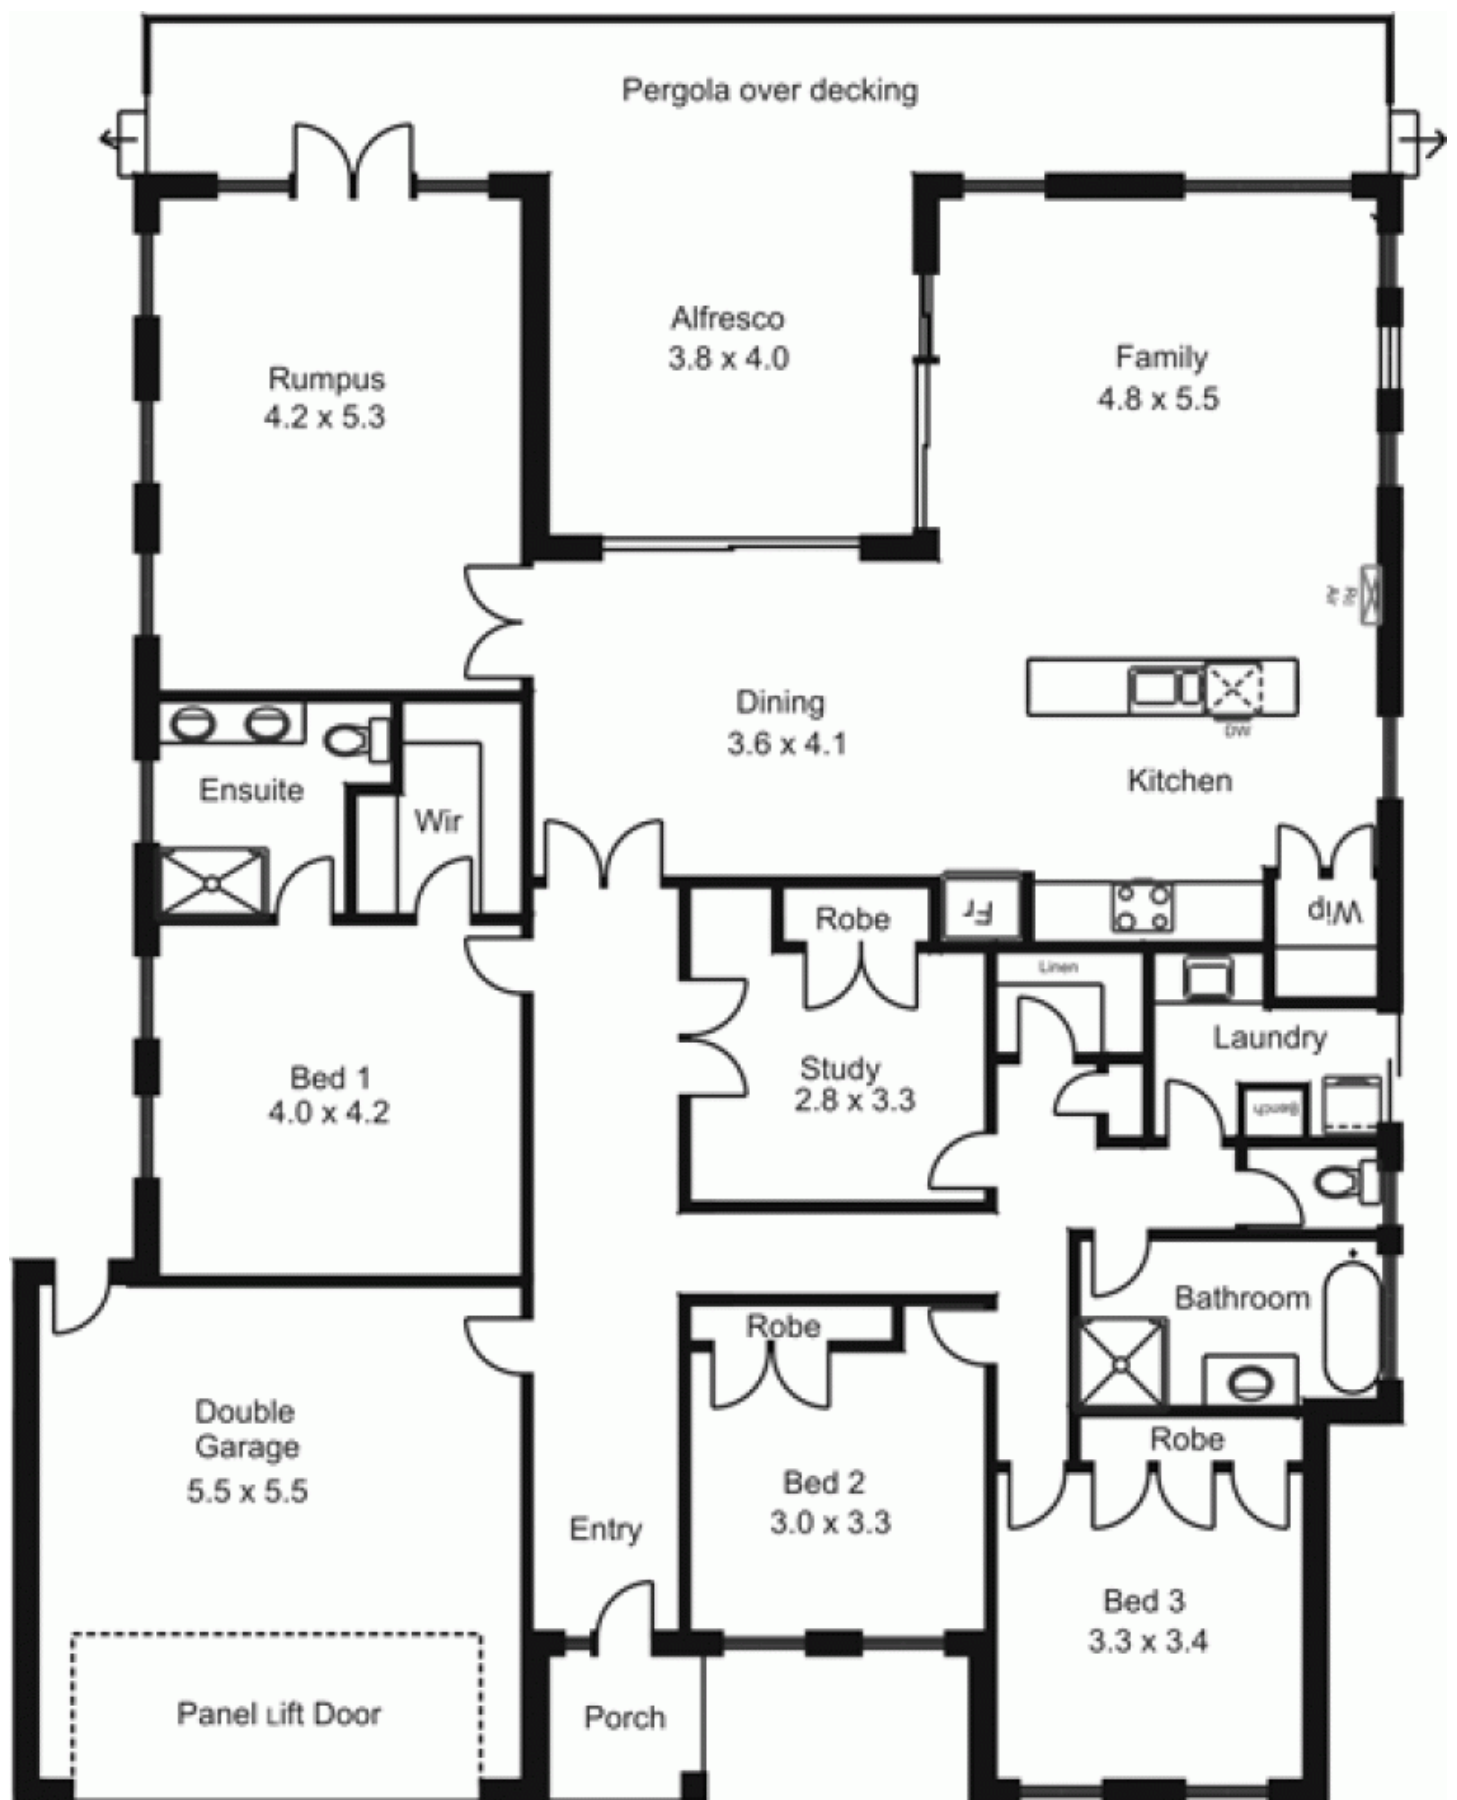 Pergola over decking
Alfresco
3.8 x 4.0
Family
4.8 x 5.5
Rumpus
4.2 x 5.3
Rc
Air
Dining
3.6 x 4.1
DW
Kitchen
Ensuite
Wir
Robe
Fr
Wip
Linen
Laundry
Bench
Study
2.8 x 3.3
Bed 1
4.0 x 4.2
Bathroom
Robe
Double
Garage
5.5 x 5.5
Robe
Bed 2
3.0 x 3.3
Entry
Bed 3
3.3 x 3.4
Panel Lift Door
Porch